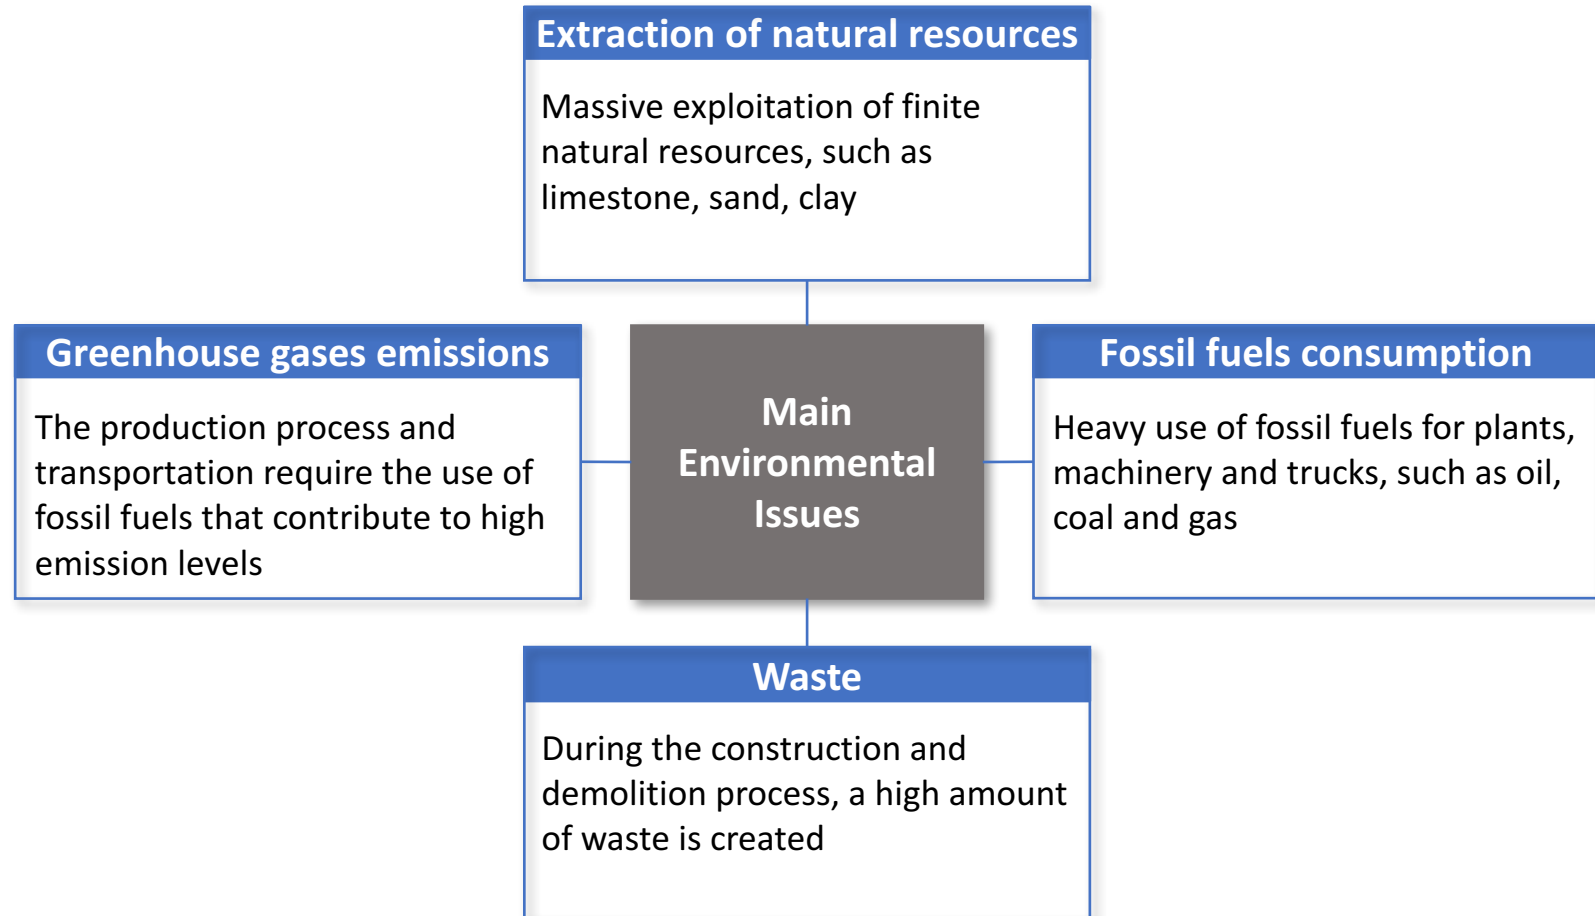 Extraction of natural resources
Massive exploitation of finite
natural resources, such as
limestone, sand, clay
Greenhouse gases emissions
The production process and
transportation require the use of
fossil fuels that contribute to high
emission levels
Main
Environmental
Issues
Fossil fuels consumption
Heavy use of fossil fuels for plants,
machinery and trucks, such as oil,
coal and gas
Waste
During the construction and
demolition process, a high amount
of waste is created